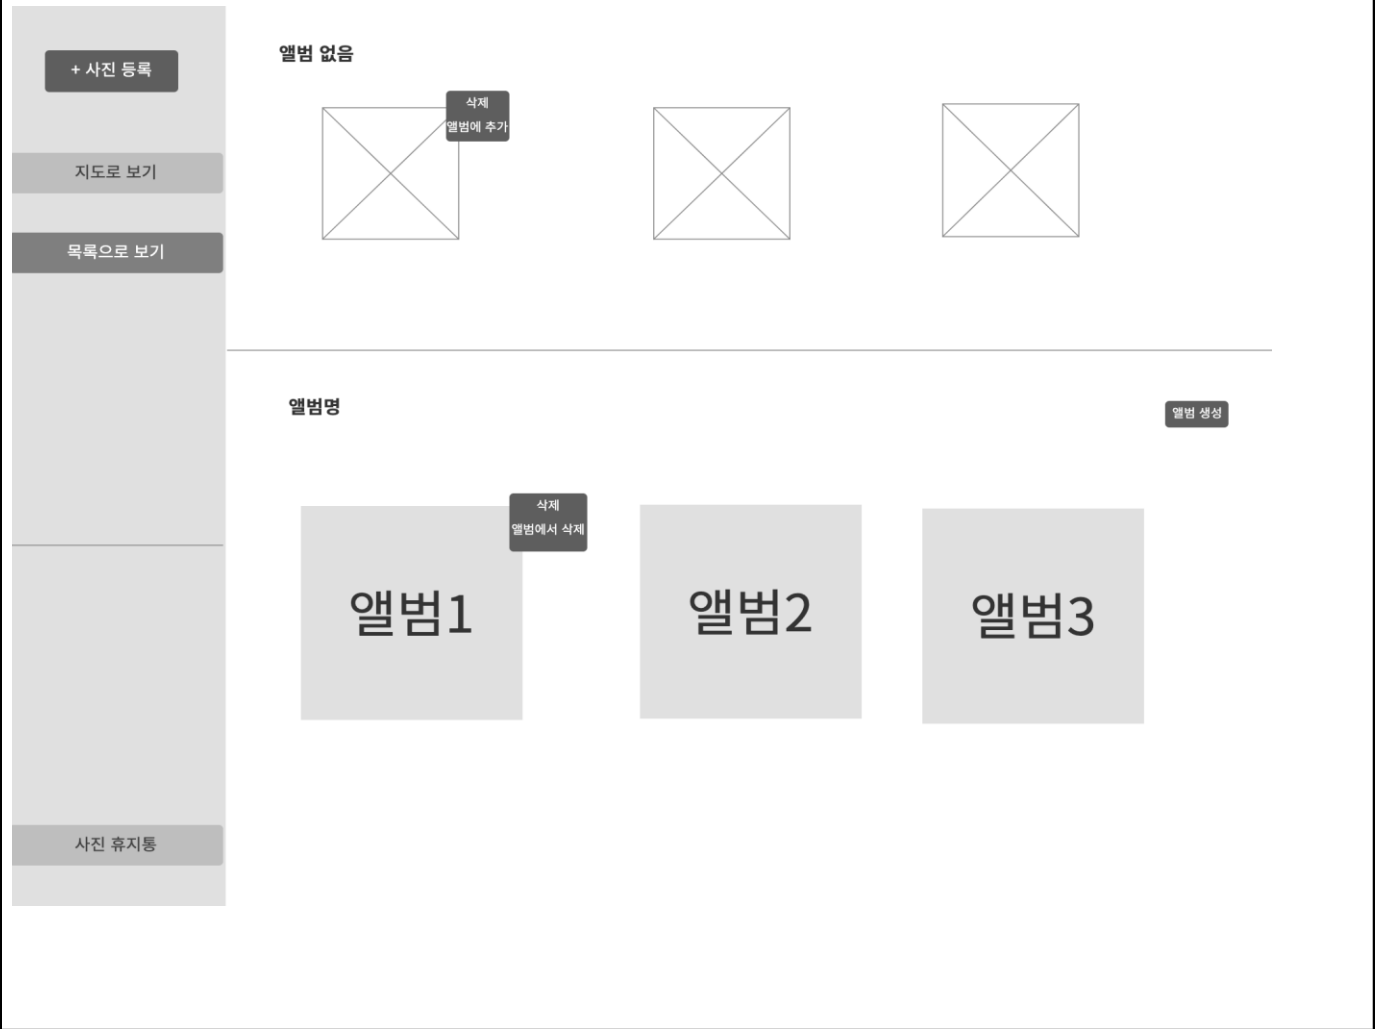 + 사진 등록
지도로 보기
목록으로 보기
사진 휴지통
앨범 없음
삭제
앨범에 추가
앨범명
앨범 생성
삭제
앨범에서 삭제
앨범1
앨범2
앨범3